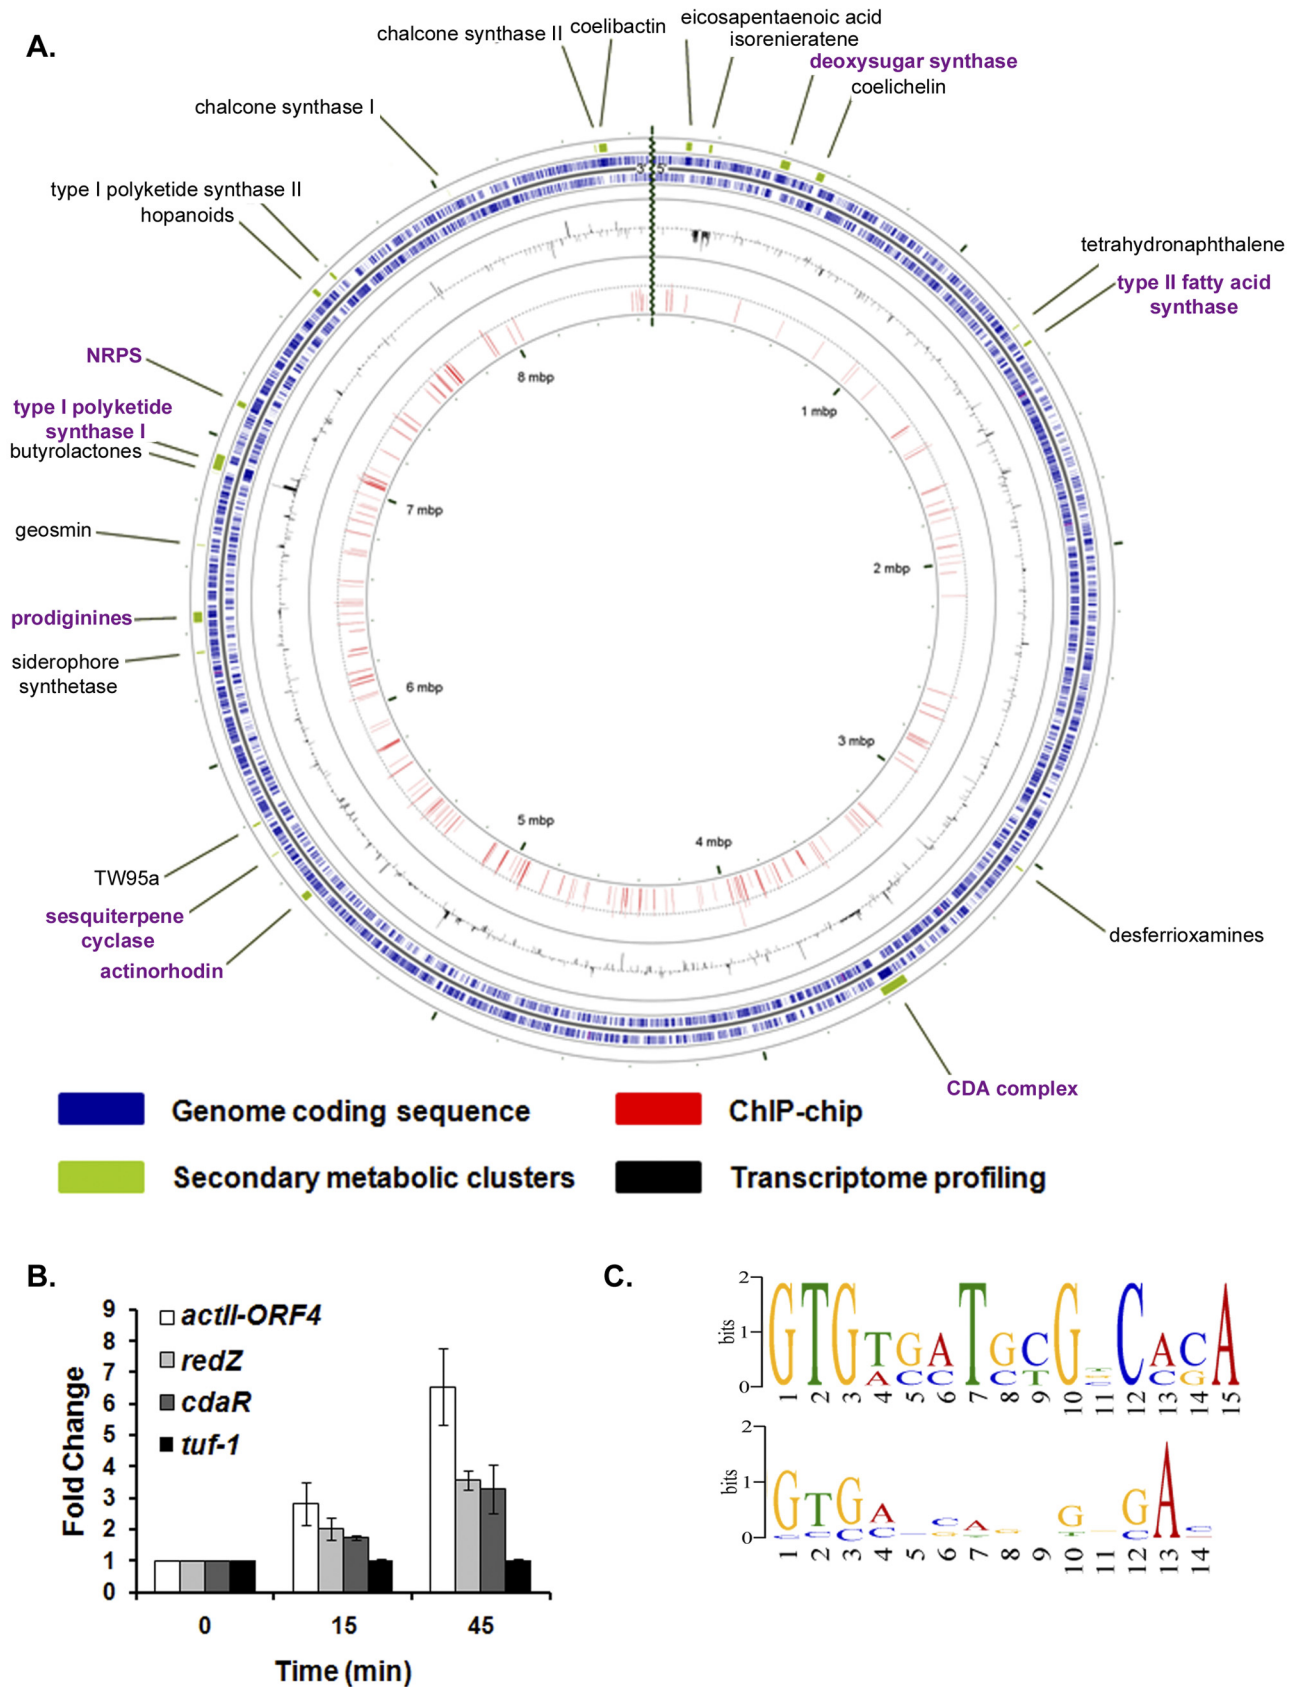 A.
chalcone synthase II
coelibactin
eicosapentaenoic acid
isorenieratene
deoxysugar synthase
coelichelin
chalcone synthase I
type I polyketide synthase II
hopanoids
tetrahydronaphthalene
type II fatty acid
synthase
NRPS
type I polyketide
synthase I
butyrolactones
geosmin
prodiginines
siderophore
synthetase
TW95a
sesquiterpene
cyclase
actinorhodin
desferrioxamines
CDA complex
3' 5'
8 mbp
1 mbp
7 mbp
2 mbp
6 mbp
3 mbp
5 mbp
4 mbp
Genome coding sequence
ChIP-chip
Secondary metabolic clusters
Transcriptome profiling
B.
Fold Change
9
8
7
6
5
4
3
2
1
0
actII-ORF4
redZ
cdaR
tuf-1
0 15 45
Time (min)
C.
bits
2
1
0
GTGTGATGCG CACA
ACC CT CG
1 2 3 4 5 6 7 8 9 10 11 12 13 14 15
bits
2
1
0
GTGA CA G GA
1 2 3 4 5 6 7 8 9 10 11 12 13 14